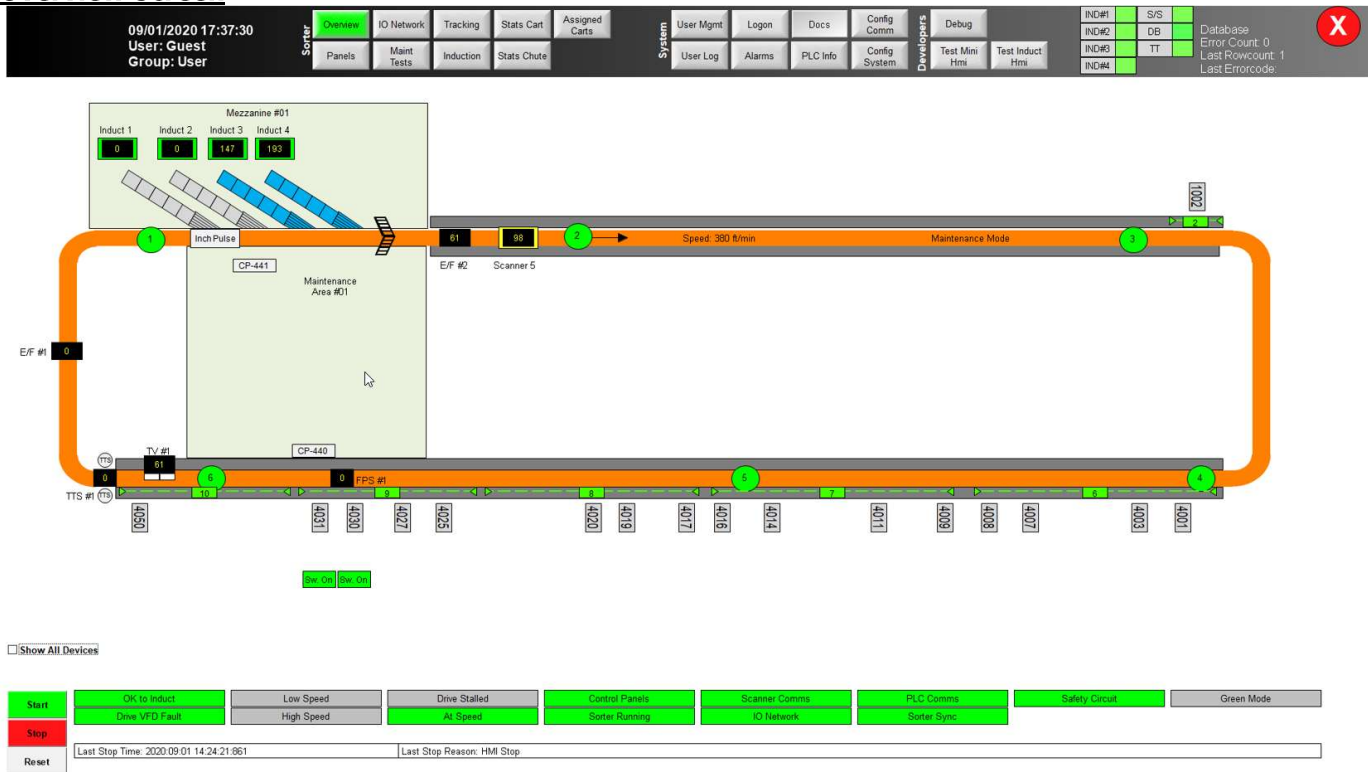 09/01/2020 17:37:30
User: Guest
Group: User
Sorter
Overview
IO Network
Tracking
Stats Cart
Assigned
Carts
Panels
Maint
Tests
Induction
Stats Chute
System
User Mgmt
Logon
Docs
Config
Comm
User Log
Alarms
PLC Info
Config
System
Developers
Debug
Test Mini
Hmi
Test Induct
Hmi
IND#1
S/S
IND#2
DB
IND#3
TT
IND#4
Database
Error Count: 0
Last Rowcount: 1
Last Errorcode:
X
Mezzanine #01
Induct 1
Induct 2
Induct 3
Induct 4
0
0
147
193
1002
2
1
Inch Pulse
61
98
2
Speed: 380 ft/min
Maintenance Mode
3
CP-441
E/F #2
Scanner 5
Maintenance
Area #01
E/F #1
0
CP-440
TV #1
TTS
61
0
6
0
FPS #1
5
4
TTS #1
TTS
10
9
8
7
6
4050
4031
4030
4027
4025
4020
4019
4017
4016
4014
4011
4009
4008
4007
4003
4001
Sw. On
Sw. On
Show All Devices
Start
OK to Induct
Low Speed
Drive Stalled
Control Panels
Scanner Comms
PLC Comms
Safety Circuit
Green Mode
Drive VFD Fault
High Speed
At Speed
Sorter Running
IO Network
Sorter Sync
Stop
Last Stop Time: 2020:09:01 14:24:21:861
Last Stop Reason: HMI Stop
Reset